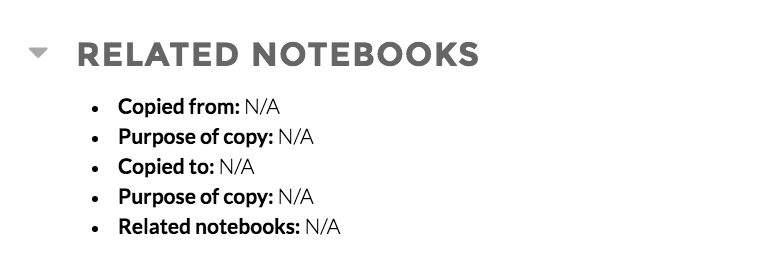 RELATED NOTEBOOKS
Copied from: N/A
Purpose of copy: N/A
Copied to: N/A
Purpose of copy: N/A
Related notebooks: N/A